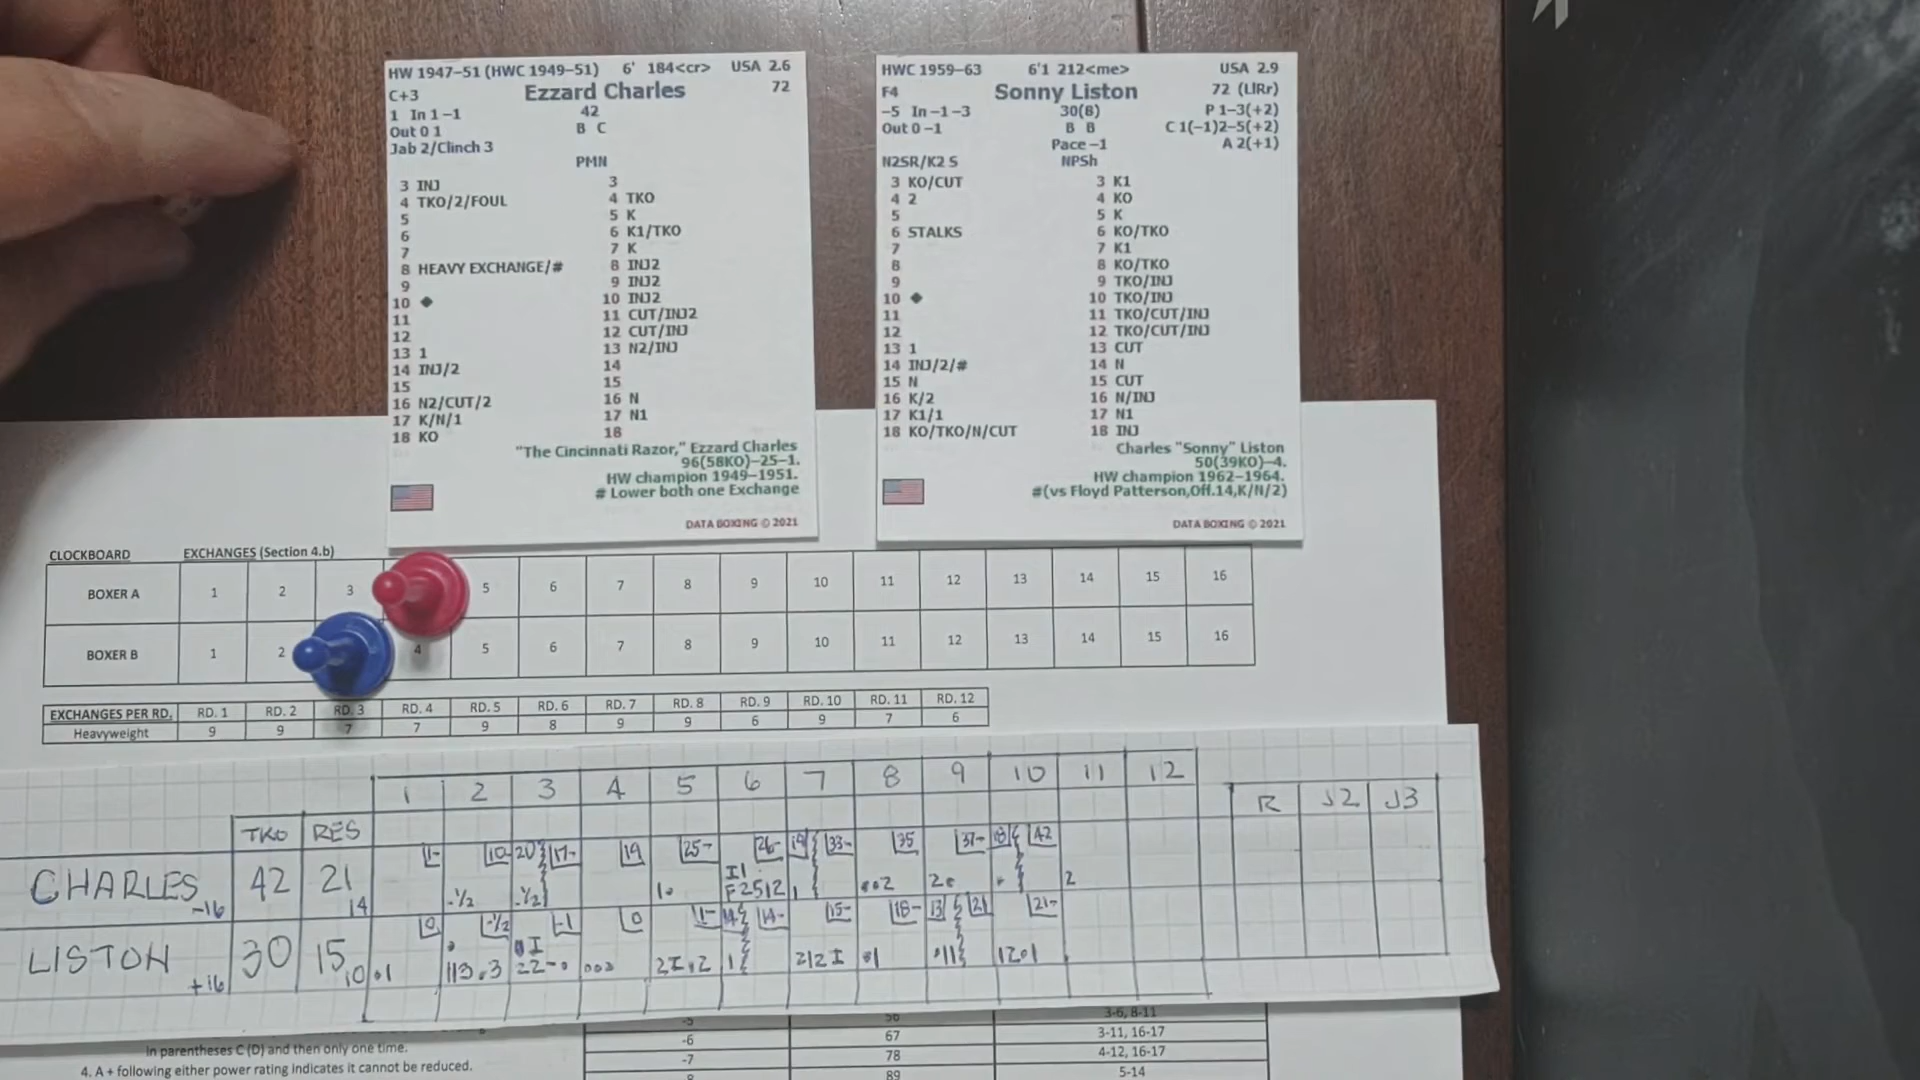 HW 1947-51 (HWC 1949-51) 6' 184<cr> USA 2.6
C+3 Ezzard Charles 72
1 In 1 -1 42
Out 0 1 B C
Jab 2/Clinch 3
PMN
3 INJ 3
4 TKO/2/FOUL 4 TKO
5 5 K
6 6 K1/TKO
7 7 K
8 HEAVY EXCHANGE/# 8 INJ2
9 9 INJ2
10 ◆ 10 INJ2
11 11 CUT/INJ2
12 12 CUT/INJ
13 1 13 N2/INJ
14 INJ/2 14
15 15
16 N2/CUT/2 16 N
17 K/N/1 17 N1
18 KO 18
"The Cincinnati Razor," Ezzard Charles
96(58KO)-25-1.
HW champion 1949-1951.
# Lower both one Exchange
DATA BOXING © 2021
HWC 1959-63 6'1 212<me> USA 2.9
F4 Sonny Liston 72 (LlRr)
-5 In -1 -3 30(8) P 1-3(+2)
Out 0 -1 B B C 1(-1)2-5(+2)
Pace -1 A 2(+1)
N2SR/K2 S NPSh
3 KO/CUT 3 K1
4 2 4 KO
5 5 K
6 STALKS 6 KO/TKO
7 7 K1
8 8 KO/TKO
9 9 TKO/INJ
10 ◆ 10 TKO/INJ
11 11 TKO/CUT/INJ
12 12 TKO/CUT/INJ
13 1 13 CUT
14 INJ/2/# 14 N
15 N 15 CUT
16 K/2 16 N/INJ
17 K1/1 17 N1
18 KO/TKO/N/CUT 18 INJ
Charles "Sonny" Liston
50(39KO)-4.
HW champion 1962-1964.
#(vs Floyd Patterson,Off.14,K/N/2)
DATA BOXING © 2021
CLOCKBOARD EXCHANGES (Section 4.b)
BOXER A 1 2 3 5 6 7 8 9 10 11 12 13 14 15 16
BOXER B 1 2 4 5 6 7 8 9 10 11 12 13 14 15 16
EXCHANGES PER RD. RD. 1 RD. 2 RD. 3 RD. 4 RD. 5 RD. 6 RD. 7 RD. 8 RD. 9 RD. 10 RD. 11 RD. 12
Heavyweight 9 9 7 7 9 8 9 9 6 9 7 6
1 2 3 4 5 6 7 8 9 10 11 12
R J2 J3
TKO RES
CHARLES -16 42 21 14
LISTON +16 30 15 10
-6 67 3-11, 16-17
in parentheses C (D) and then only one time.
-7 78 4-12, 16-17
4. A + following either power rating indicates it cannot be reduced.
89 5-14